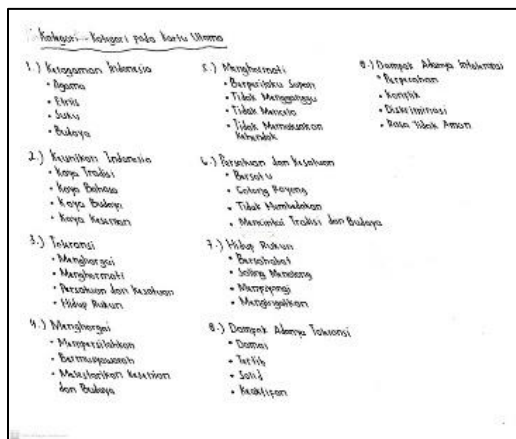 Kategori - Kategori pada Kartu Utama
1.) Keragaman Indonesia
• Agama
• Etnis
• Suku
• Budaya
2.) Keunikan Indonesia
• Kaya Tradisi
• Kaya Bahasa
• Kaya Budaya
• Kaya Kesenian
3.) Toleransi
• Menghargai
• Menghormati
• Persatuan dan Kesatuan
• Hidup Rukun
4.) Menghargai
• Mempersilahkan
• Bermusyawarah
• Melestarikan Kesenian
dan Budaya
5.) Menghormati
• Berperilaku Sopan
• Tidak Mengganggu
• Tidak Mencela
• Tidak Memaksakan
Kehendak
6.) Persatuan dan Kesatuan
• Bersatu
• Gotong Royong
• Tidak Membedakan
• Mencintai Tradisi dan Budaya
7.) Hidup Rukun
• Bersahabat
• Saling Menolong
• Mengingatkan
8.) Dampak Adanya Toleransi
• Damai
• Tertib
• Solid
• Keaktifan
9.) Dampak Adanya Intoleransi
• Perpecahan
• Konflik
• Diskriminasi
• Rasa Tidak Aman